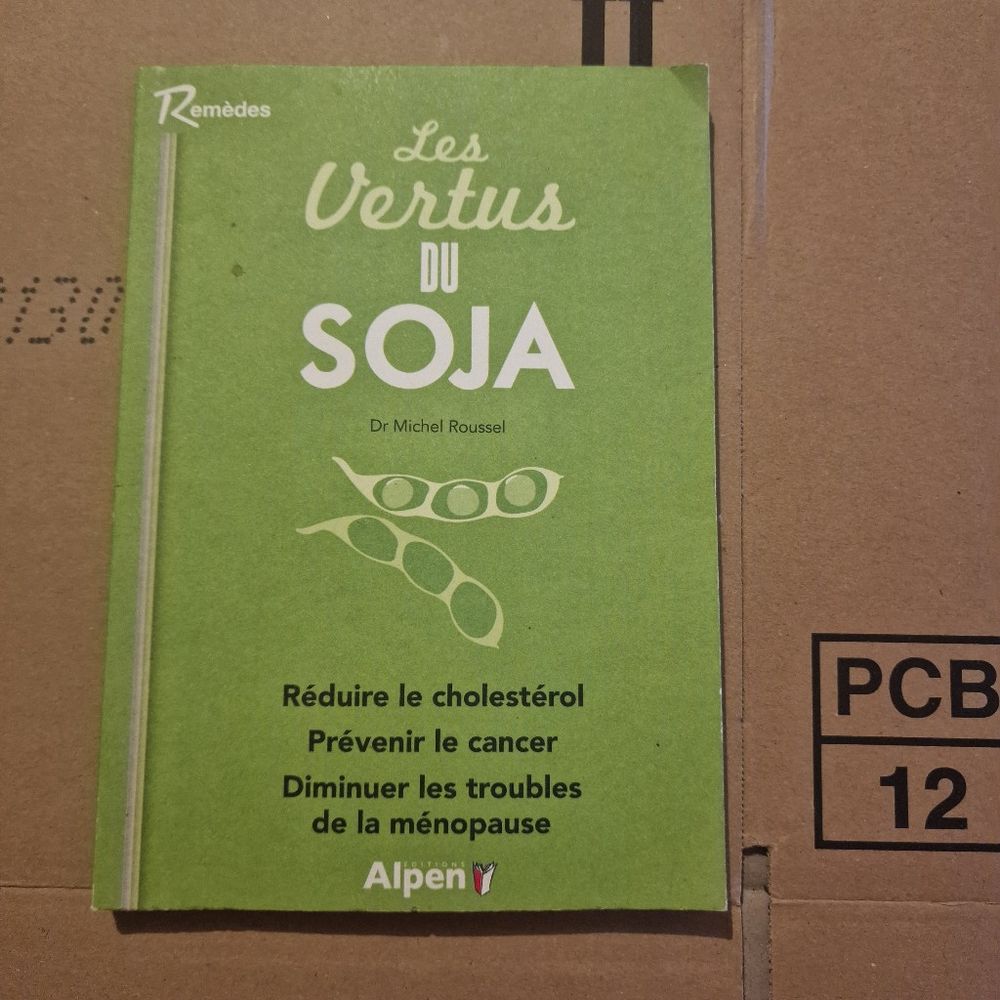 Remèdes
Les
Vertus
DU
SOJA
Dr Michel Roussel
Réduire le cholestérol
Prévenir le cancer
Diminuer les troubles
de la ménopause
EDITIONS
Alpen
PCB
12